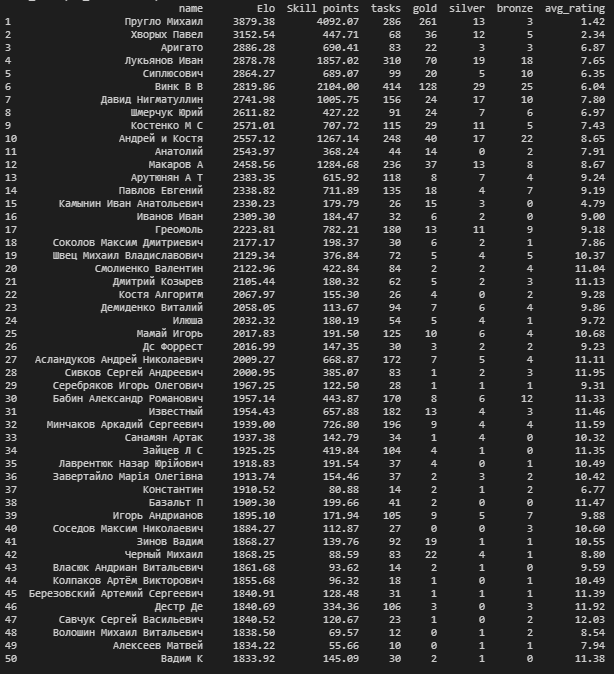 name Elo Skill points tasks gold silver bronze avg_rating
1 Пругло Михаил 3879.38 4092.07 286 261 13 3 1.42
2 Хворых Павел 3152.54 447.71 68 36 12 5 2.34
3 Аригато 2886.28 690.41 83 22 3 3 6.87
4 Лукьянов Иван 2878.78 1857.02 310 70 19 18 7.65
5 Сиплюсович 2864.27 689.07 99 20 5 10 6.35
6 Винк В В 2819.86 2104.00 414 128 29 25 6.04
7 Давид Нигматуллин 2741.98 1005.75 156 24 17 10 7.80
8 Шмерчук Юрий 2611.82 427.22 91 24 7 6 6.97
9 Костенко М С 2571.01 707.72 115 29 11 5 7.43
10 Андрей и Костя 2557.12 1267.14 248 40 17 22 8.65
11 Анатолий 2543.97 368.24 44 14 0 2 7.91
12 Макаров А 2458.56 1284.68 236 37 13 8 8.67
13 Арутюнян А Т 2383.35 615.92 118 8 7 4 9.24
14 Павлов Евгений 2338.82 711.89 135 18 4 7 9.19
15 Камынин Иван Анатольевич 2330.23 179.79 26 15 3 0 4.79
16 Иванов Иван 2309.30 184.47 32 6 2 0 9.00
17 Греомоль 2223.81 782.21 180 13 11 9 9.18
18 Соколов Максим Дмитриевич 2177.17 198.37 30 6 2 1 7.86
19 Швец Михаил Владиславович 2129.34 376.84 72 5 4 5 10.37
20 Смолиенко Валентин 2122.96 422.84 84 2 2 4 11.04
21 Дмитрий Козырев 2105.44 180.32 62 5 2 3 11.13
22 Костя Алгоритм 2067.97 155.30 26 4 0 2 9.28
23 Демиденко Виталий 2058.05 113.67 94 7 6 4 9.86
24 Илюша 2032.32 180.19 54 5 4 1 9.72
25 Мамай Игорь 2017.83 191.50 125 10 6 4 10.68
26 Дс Форрест 2016.99 147.35 30 3 2 2 9.23
27 Асландуков Андрей Николаевич 2009.27 668.87 172 7 5 4 11.11
28 Сивков Сергей Андреевич 2000.95 385.07 83 1 2 3 11.95
29 Серебряков Игорь Олегович 1967.25 122.50 28 1 1 1 9.31
30 Бабин Александр Романович 1957.14 443.87 170 8 6 12 11.33
31 Известный 1954.43 657.88 182 13 4 3 11.46
32 Минчаков Аркадий Сергеевич 1939.00 726.80 196 9 4 4 11.59
33 Санамян Артак 1937.38 142.79 34 1 4 0 10.32
34 Зайцев Л С 1925.25 419.84 104 4 1 0 11.35
35 Лаврентюк Назар Юрійович 1918.83 191.54 37 4 0 1 10.49
36 Завертайло Марія Олегівна 1913.74 154.46 37 2 3 2 10.42
37 Константин 1910.52 80.88 14 2 1 2 6.77
38 Базальт П 1909.30 199.66 41 2 0 0 11.47
39 Игорь Андрианов 1895.10 171.94 105 9 5 7 9.88
40 Соседов Максим Николаевич 1884.27 112.87 27 0 0 3 10.60
41 Зинов Вадим 1868.27 139.76 92 19 1 1 10.55
42 Черный Михаил 1868.25 88.59 83 22 4 1 8.80
43 Власюк Андриан Витальевич 1861.68 93.62 14 2 1 0 9.59
44 Колпаков Артём Викторович 1855.68 96.32 18 1 0 1 10.49
45 Березовский Артемий Сергеевич 1840.91 128.48 31 1 1 1 11.39
46 Дестр Де 1840.69 334.36 106 3 0 3 11.92
47 Савчук Сергей Васильевич 1840.52 120.67 23 1 0 2 12.03
48 Волошин Михаил Витальевич 1838.50 69.57 12 0 1 2 8.54
49 Алексеев Матвей 1834.22 55.66 10 0 1 1 7.94
50 Вадим К 1833.92 145.09 30 2 1 0 11.38